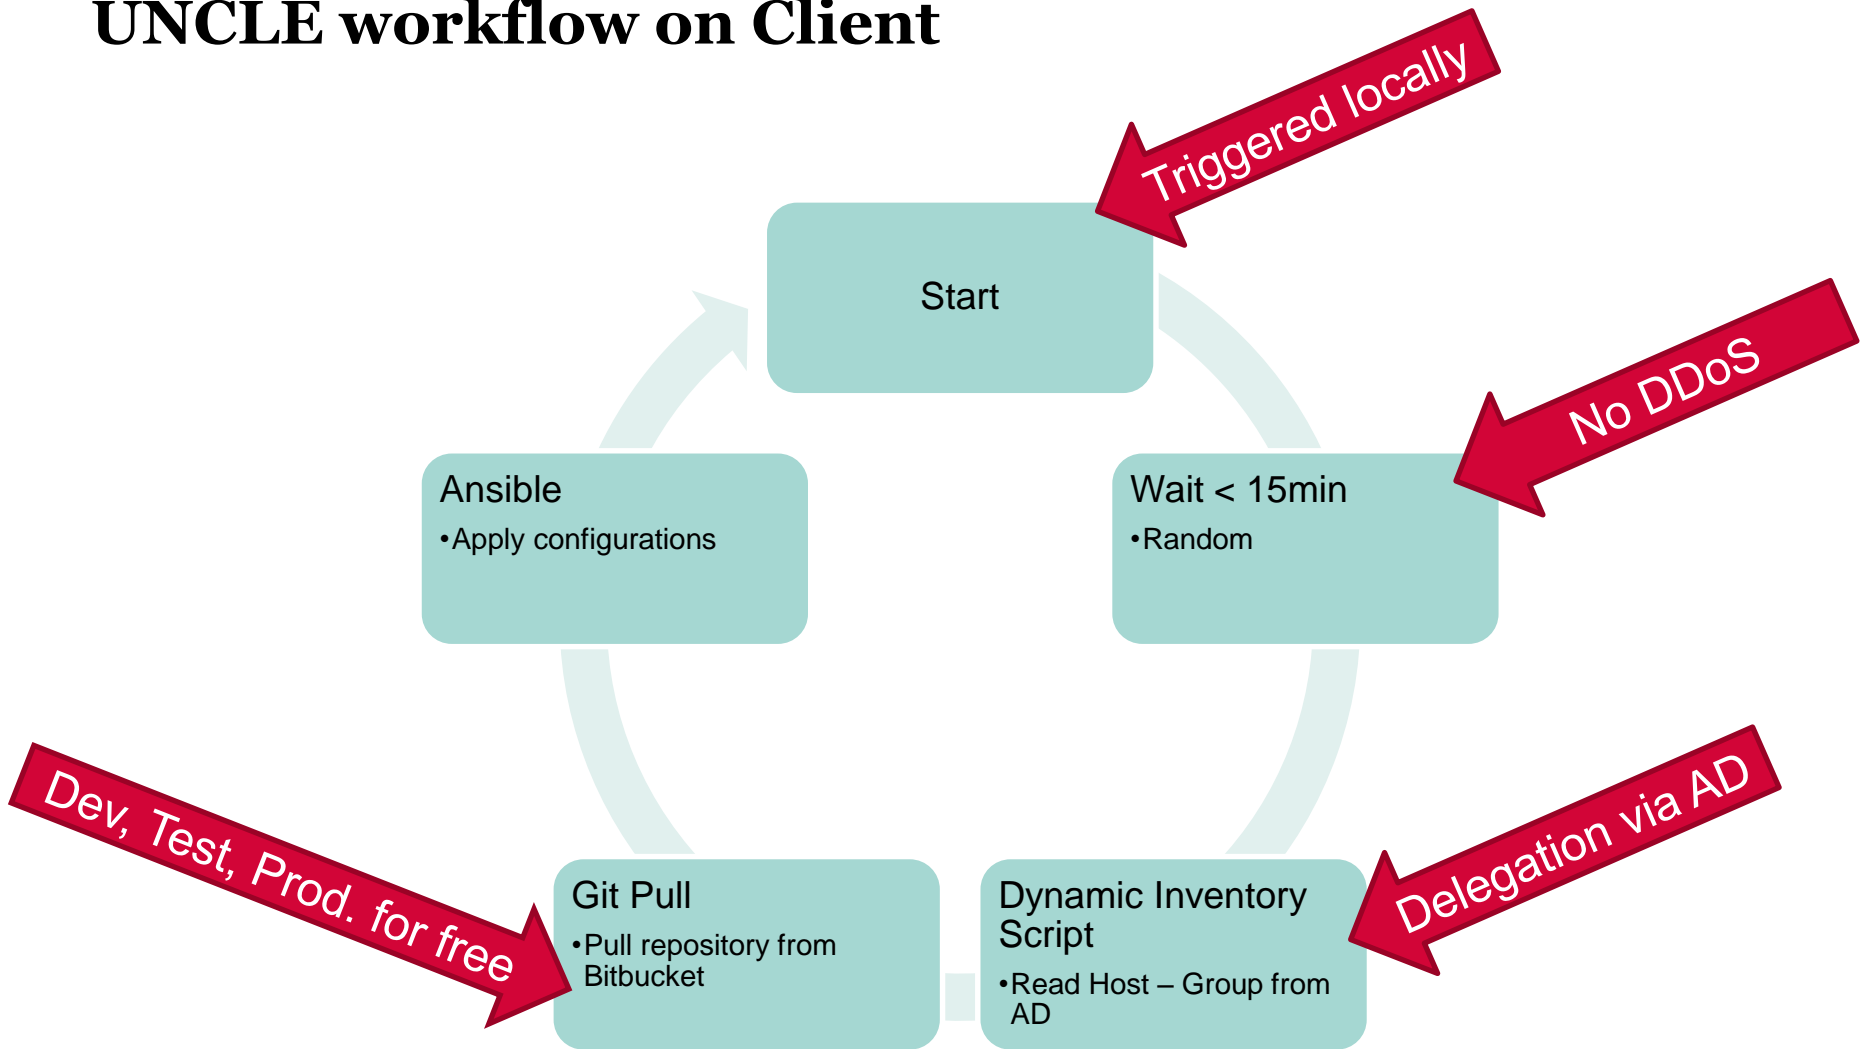 UNCLE workflow on Client
Triggered locally
Start
No DDoS
Wait < 15min
•Random
Delegation via AD
Dynamic Inventory
Script
•Read Host – Group from
AD
Dev, Test, Prod. for free
Git Pull
•Pull repository from
Bitbucket
Ansible
•Apply configurations